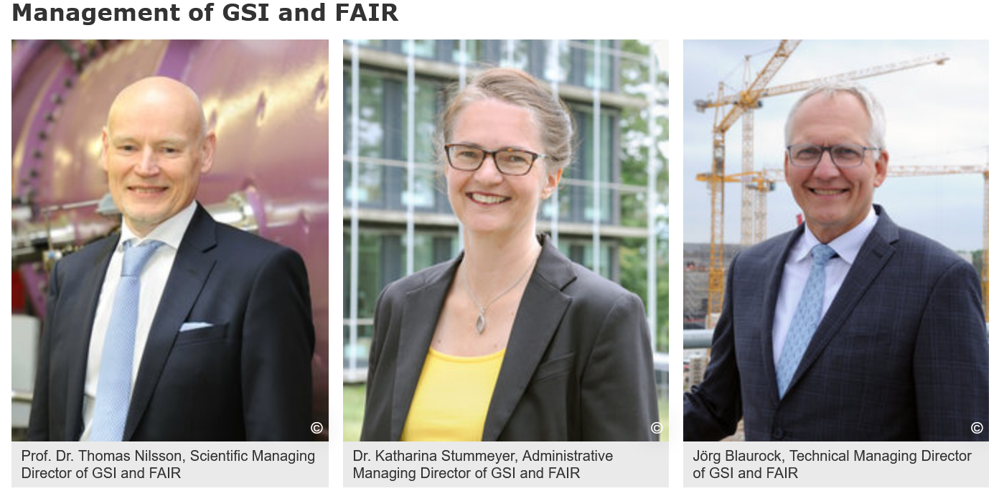 Management of GSI and FAIR
©
©
©
Prof. Dr. Thomas Nilsson, Scientific Managing
Director of GSI and FAIR
Dr. Katharina Stummeyer, Administrative
Managing Director of GSI and FAIR
Jörg Blaurock, Technical Managing Director
of GSI and FAIR